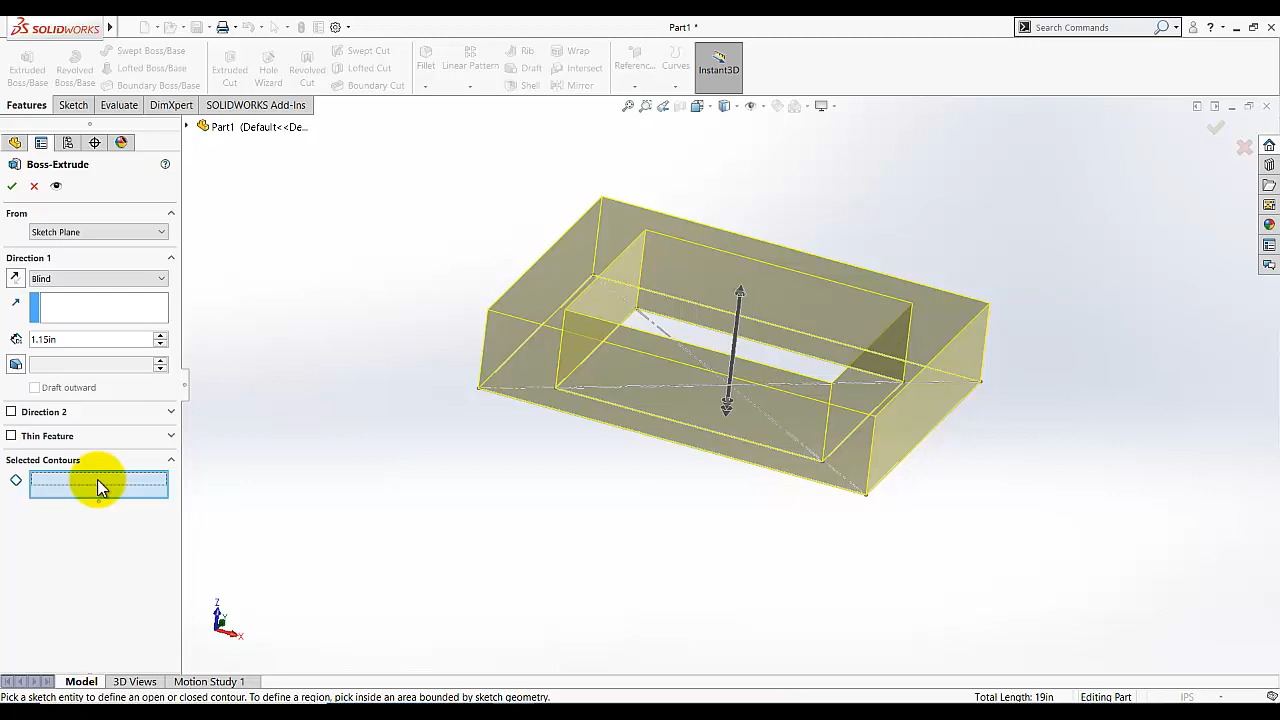 SOLIDWORKS
Part1 *
Search Commands
?
Extruded Boss/Base
Revolved Boss/Base
Swept Boss/Base
Lofted Boss/Base
Boundary Boss/Base
Extruded Cut
Hole Wizard
Revolved Cut
Swept Cut
Lofted Cut
Boundary Cut
Fillet
Linear Pattern
Rib
Draft
Shell
Wrap
Intersect
Mirror
Referenc...
Curves
Instant3D
Features
Sketch
Evaluate
DimXpert
SOLIDWORKS Add-Ins
Part1 (Default<<De...
Boss-Extrude
From
Sketch Plane
Direction 1
Blind
1.15in
Draft outward
Direction 2
Thin Feature
Selected Contours
Z
Y
X
Model
3D Views
Motion Study 1
Pick a sketch entity to define an open or closed contour. To define a region, pick inside an area bounded by sketch geometry.
Total Length: 19in
Editing Part
IPS